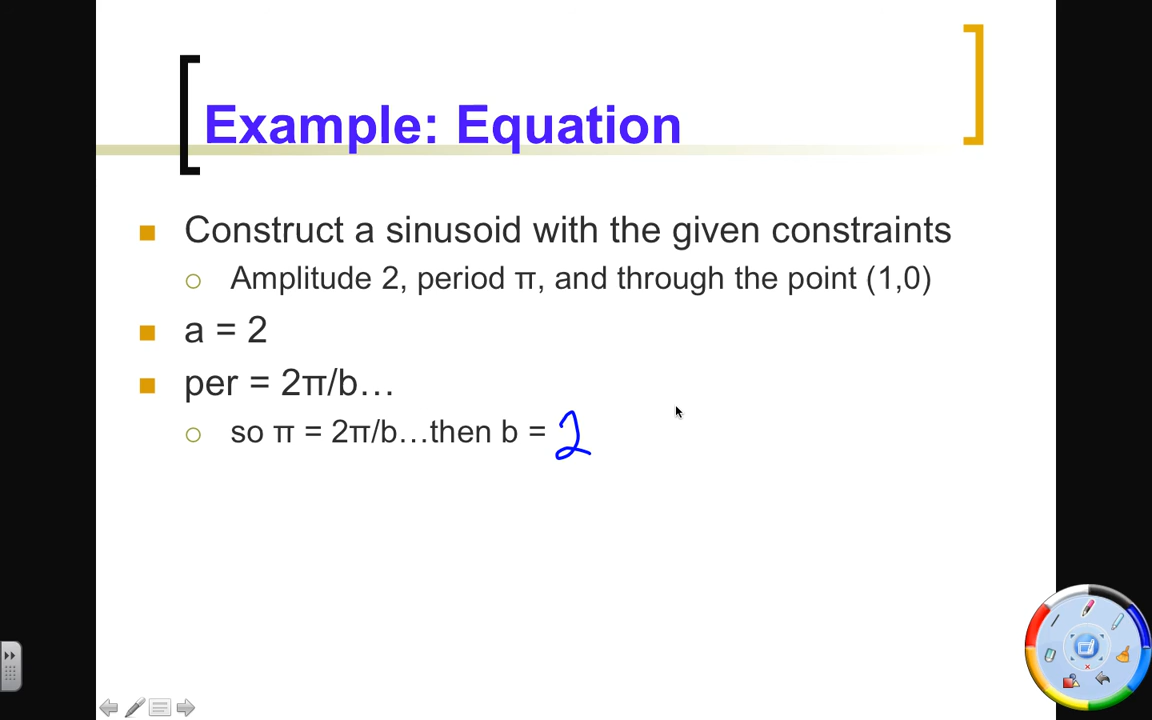 Example: Equation
Construct a sinusoid with the given constraints
Amplitude 2, period π, and through the point (1,0)
a = 2
per = 2π/b…
so π = 2π/b…then b = 2